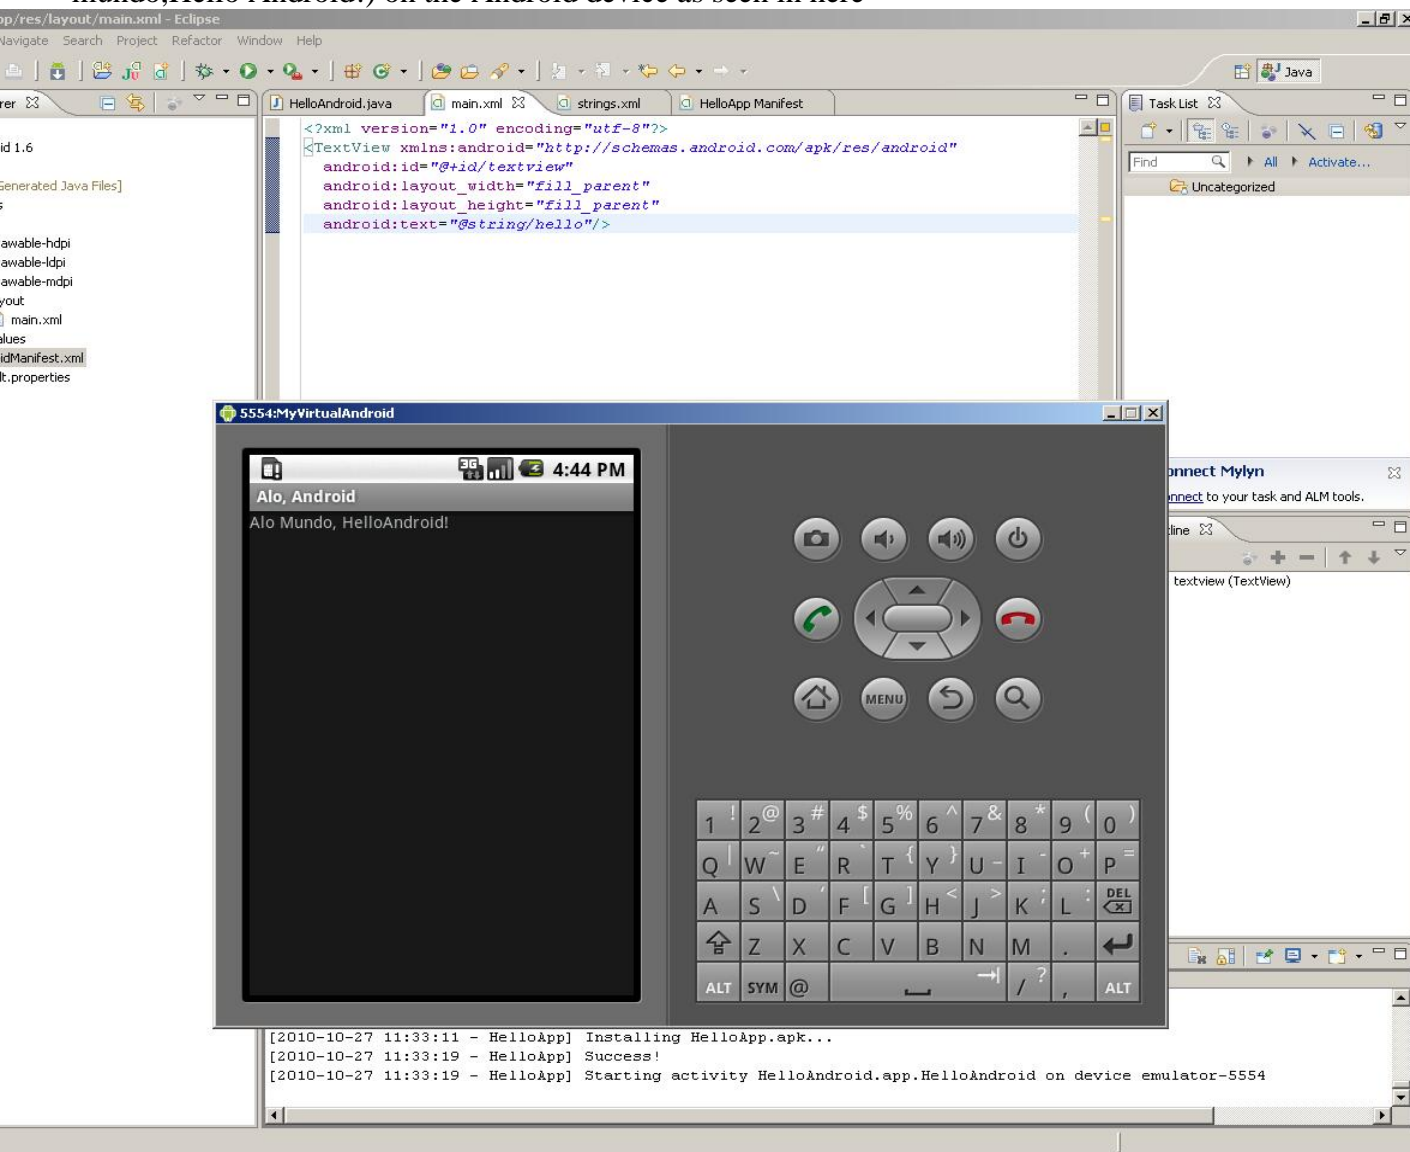 mundo,Hello Android!) on the Android device as seen in here
pp/res/layout/main.xml - Eclipse
Navigate Search Project Refactor Window Help
Java
rer
HelloAndroid.java
main.xml
strings.xml
HelloApp Manifest
Task List
<?xml version="1.0" encoding="utf-8"?>
<TextView xmlns:android="http://schemas.android.com/apk/res/android"
android:id="@+id/textview"
android:layout_width="fill_parent"
android:layout_height="fill_parent"
android:text="@string/hello"/>
Find
All
Activate...
Uncategorized
id 1.6
Generated Java Files]
s
awable-hdpi
awable-ldpi
awable-mdpi
yout
main.xml
alues
idManifest.xml
lt.properties
5554:MyVirtualAndroid
3G
4:44 PM
Alo, Android
Alo Mundo, HelloAndroid!
MENU
1 ! 2 @ 3 # 4 $ 5 % 6 ^ 7 & 8 * 9 ( 0 )
Q | W ~ E " R ` T { Y } U _ I - O + P =
A S \ D ' F [ G ] H < J > K ; L : DEL
Z X C V B N M .
ALT SYM @ / ? , ALT
onnect Mylyn
nnect to your task and ALM tools.
tline
textview (TextView)
[2010-10-27 11:33:11 - HelloApp] Installing HelloApp.apk...
[2010-10-27 11:33:19 - HelloApp] Success!
[2010-10-27 11:33:19 - HelloApp] Starting activity HelloAndroid.app.HelloAndroid on device emulator-5554